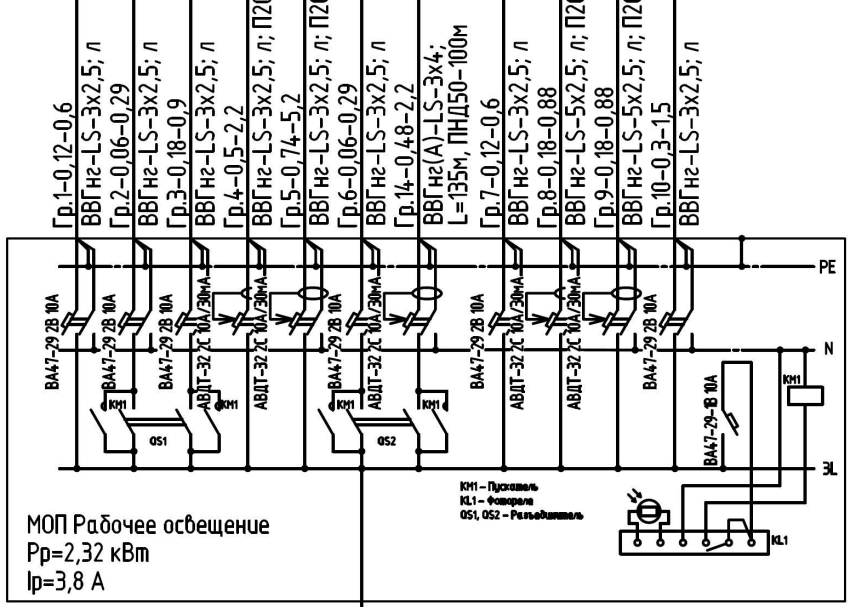 Гр.1-0,12-0,6
ВВГнг-LS-3х2,5; л
Гр.2-0,06-0,29
ВВГнг-LS-3х2,5; л
Гр.3-0,18-0,9
ВВГнг-LS-3х2,5; л
Гр.4-0,5-2,2
ВВГнг-LS-3х2,5; л; П20
Гр.5-0,74-5,2
ВВГнг-LS-3х2,5; л; П20
Гр.6-0,06-0,29
ВВГнг-LS-3х2,5; л
Гр.14-0,48-2,2
ВВГнг(А)-LS-3х4;
L=135м, ПНД50-100м
Гр.7-0,12-0,6
ВВГнг-LS-3х2,5; л
Гр.8-0,18-0,88
ВВГнг-LS-5х2,5; л; П20
Гр.9-0,18-0,88
ВВГнг-LS-5х2,5; л; П20
Гр.10-0,3-1,5
ВВГнг-LS-3х2,5; л
PE
ВА47-29 2В 10А
ВА47-29 2В 10А
ВА47-29 2В 10А
АВДТ-32 2С 10А/30мА
АВДТ-32 2С 10А/30мА
ВА47-29 2В 10А
АВДТ-32 2С 10А/30мА
ВА47-29 2В 10А
АВДТ-32 2С 10А/30мА
АВДТ-32 2С 10А/30мА
ВА47-29 2В 10А
N
КМ1
КМ1
КМ1
КМ1
КМ1
QS1
QS2
ВА47-29-1В 10А
3L
КМ1 - Пускатель
KL1 - Фотореле
QS1, QS2 - Разъединитель
KL1
МОП Рабочее освещение
Рр=2,32 кВт
Iр=3,8 А